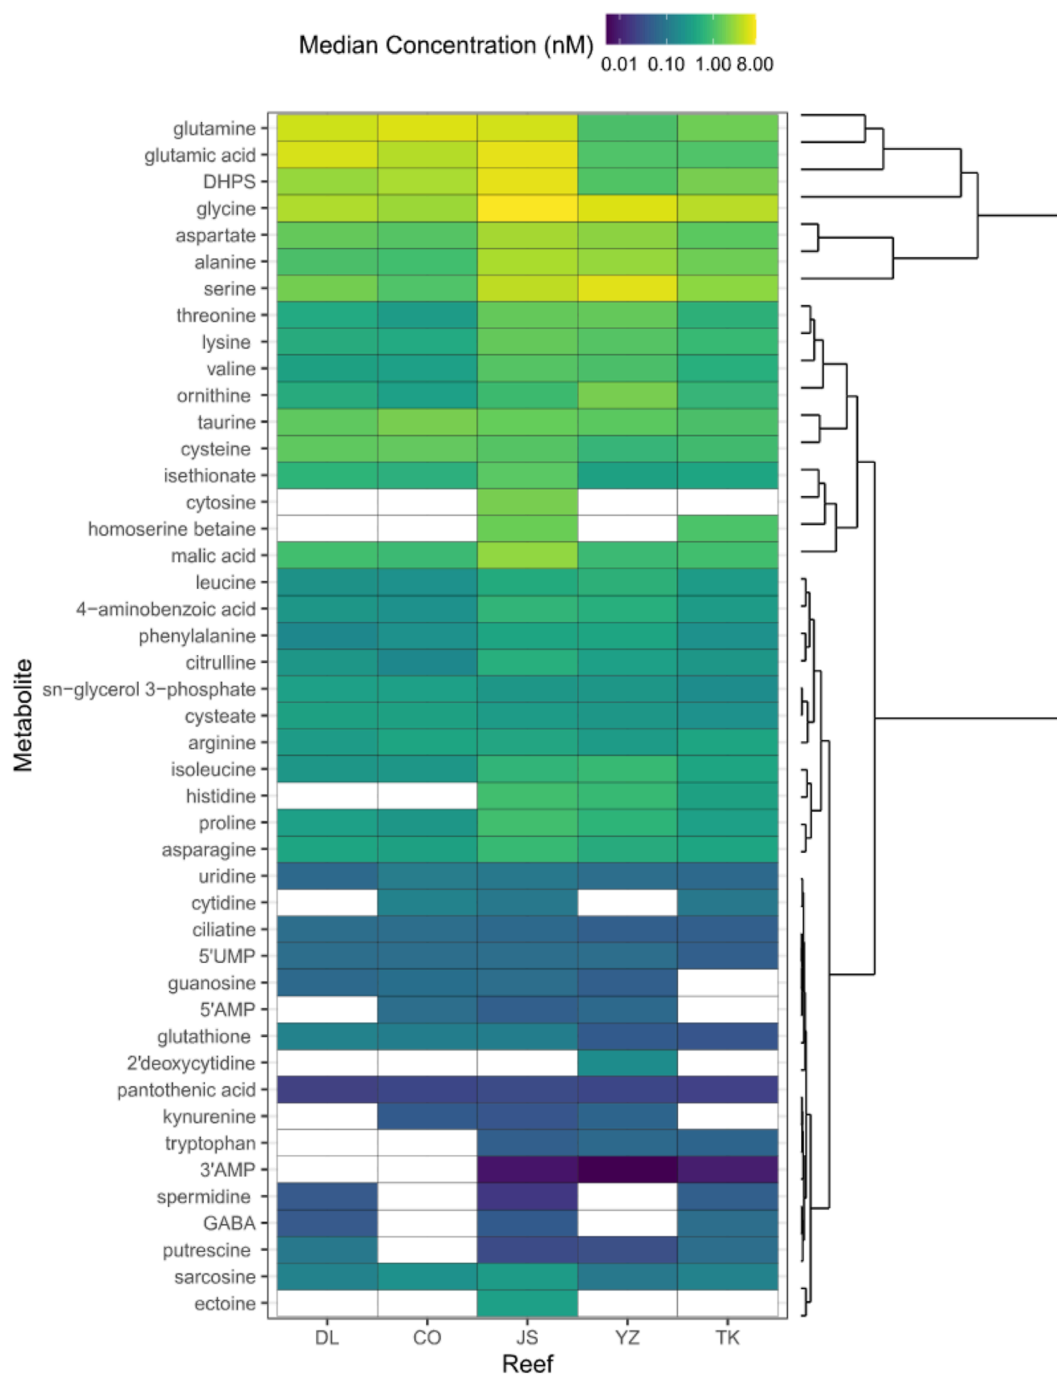 Median Concentration (nM)
0.01 0.10 1.00 8.00
glutamine
glutamic acid
DHPS
glycine
aspartate
alanine
serine
threonine
lysine
valine
ornithine
taurine
cysteine
isethionate
cytosine
homoserine betaine
malic acid
leucine
4−aminobenzoic acid
phenylalanine
citrulline
sn-glycerol 3−phosphate
cysteate
arginine
isoleucine
histidine
proline
asparagine
uridine
cytidine
ciliatine
5'UMP
guanosine
5'AMP
glutathione
2'deoxycytidine
pantothenic acid
kynurenine
tryptophan
3'AMP
spermidine
GABA
putrescine
sarcosine
ectoine
Metabolite
DL CO JS YZ TK
Reef